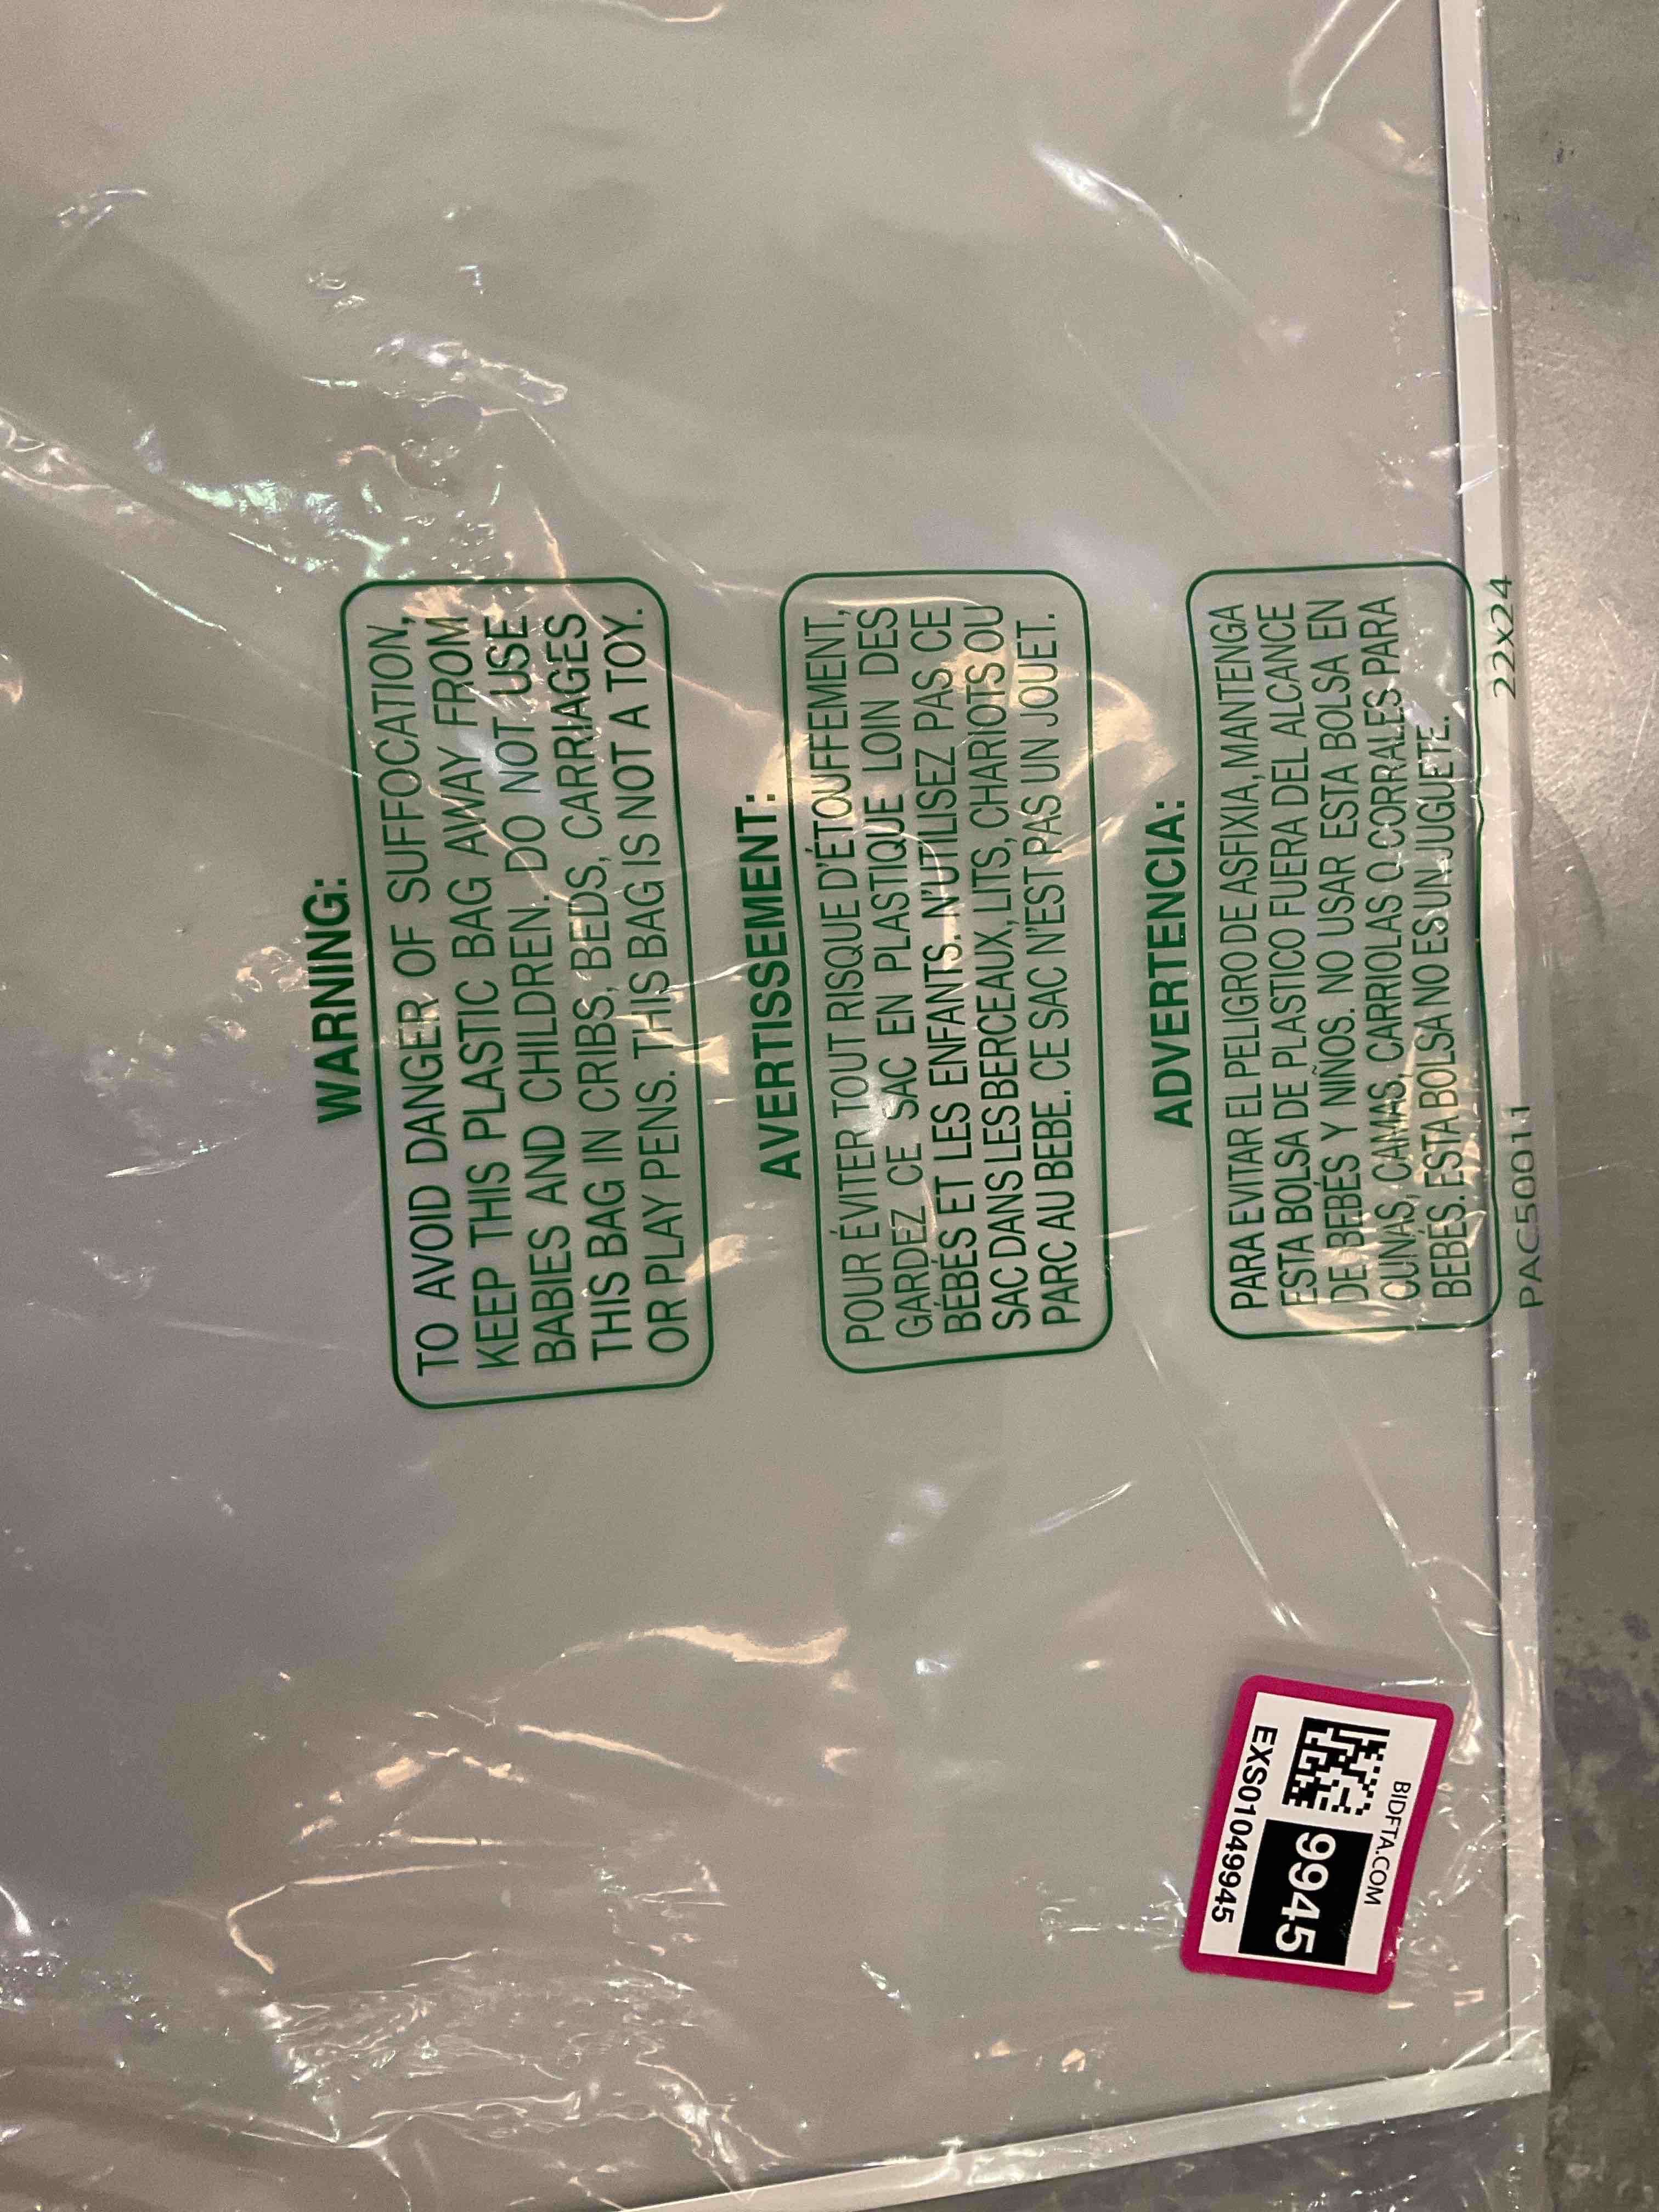 WARNING:
TO AVOID DANGER OF SUFFOCATION,
KEEP THIS PLASTIC BAG AWAY FROM
BABIES AND CHILDREN. DO NOT USE
THIS BAG IN CRIBS, BEDS, CARRIAGES
OR PLAY PENS. THIS BAG IS NOT A TOY.
AVERTISSEMENT:
POUR ÉVITER TOUT RISQUE D'ÉTOUFFEMENT,
GARDEZ CE SAC EN PLASTIQUE LOIN DES
BÉBÉS ET LES ENFANTS. N'UTILISEZ PAS CE
SAC DANS LES BERCEAUX, LITS, CHARIOTS OU
PARC AU BEBE. CE SAC N'EST PAS UN JOUET.
ADVERTENCIA:
PARA EVITAR EL PELIGRO DE ASFIXIA, MANTENGA
ESTA BOLSA DE PLASTICO FUERA DEL ALCANCE
DE BEBÉS Y NIÑOS. NO USAR ESTA BOLSA EN
CUNAS, CAMAS, CARRIOLAS O CORRALES PARA
BEBÉS. ESTA BOLSA NO ES UN JUGUETE.
PAC50011 22x24
BIDFTA.COM
9945
EXS01049945